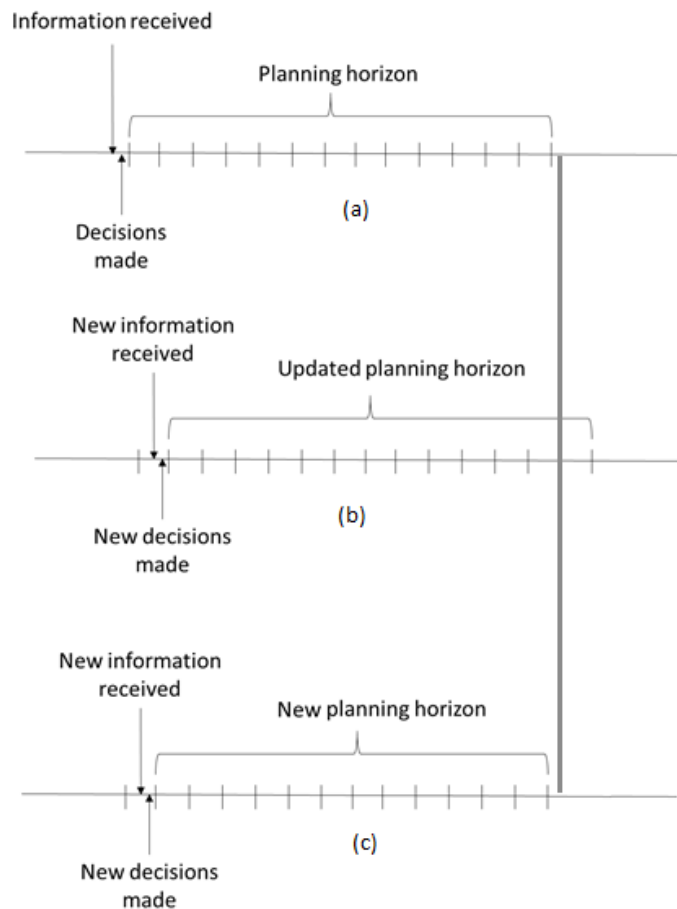 Information received
Planning horizon
(a)
Decisions
made
New information
received
Updated planning horizon
(b)
New decisions
made
New information
received
New planning horizon
(c)
New decisions
made